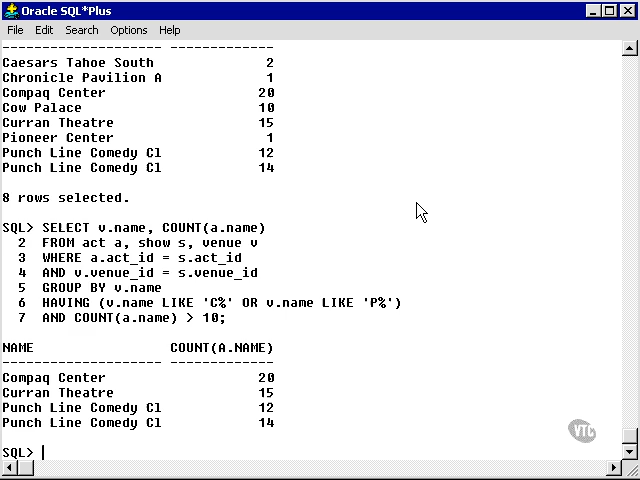 Oracle SQL*Plus
File Edit Search Options Help
-------------------- -------------
Caesars Tahoe South             2
Chronicle Pavilion A            1
Compaq Center                  20
Cow Palace                     10
Curran Theatre                 15
Pioneer Center                  1
Punch Line Comedy Cl           12
Punch Line Comedy Cl           14
8 rows selected.
SQL> SELECT v.name, COUNT(a.name)
  2  FROM act a, show s, venue v
  3  WHERE a.act_id = s.act_id
  4  AND v.venue_id = s.venue_id
  5  GROUP BY v.name
  6  HAVING (v.name LIKE 'C%' OR v.name LIKE 'P%')
  7  AND COUNT(a.name) > 10;
NAME                 COUNT(A.NAME)
-------------------- -------------
Compaq Center                  20
Curran Theatre                 15
Punch Line Comedy Cl           12
Punch Line Comedy Cl           14
VTC
SQL>